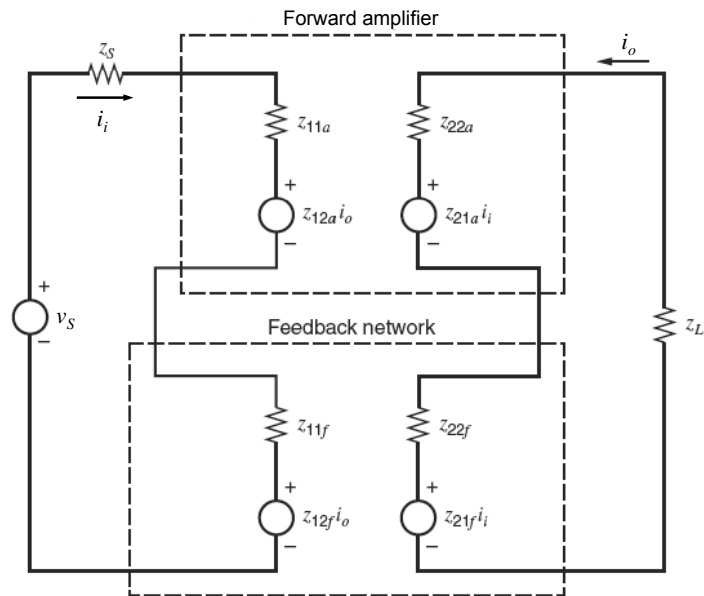 Forward amplifier
z_S
i_i
i_o
z_11a
z_22a
+
+
z_12a i_o
z_21a i_i
−
−
+
v_S
−
Feedback network
z_L
z_11f
z_22f
+
+
z_12f i_o
z_21f i_i
−
−